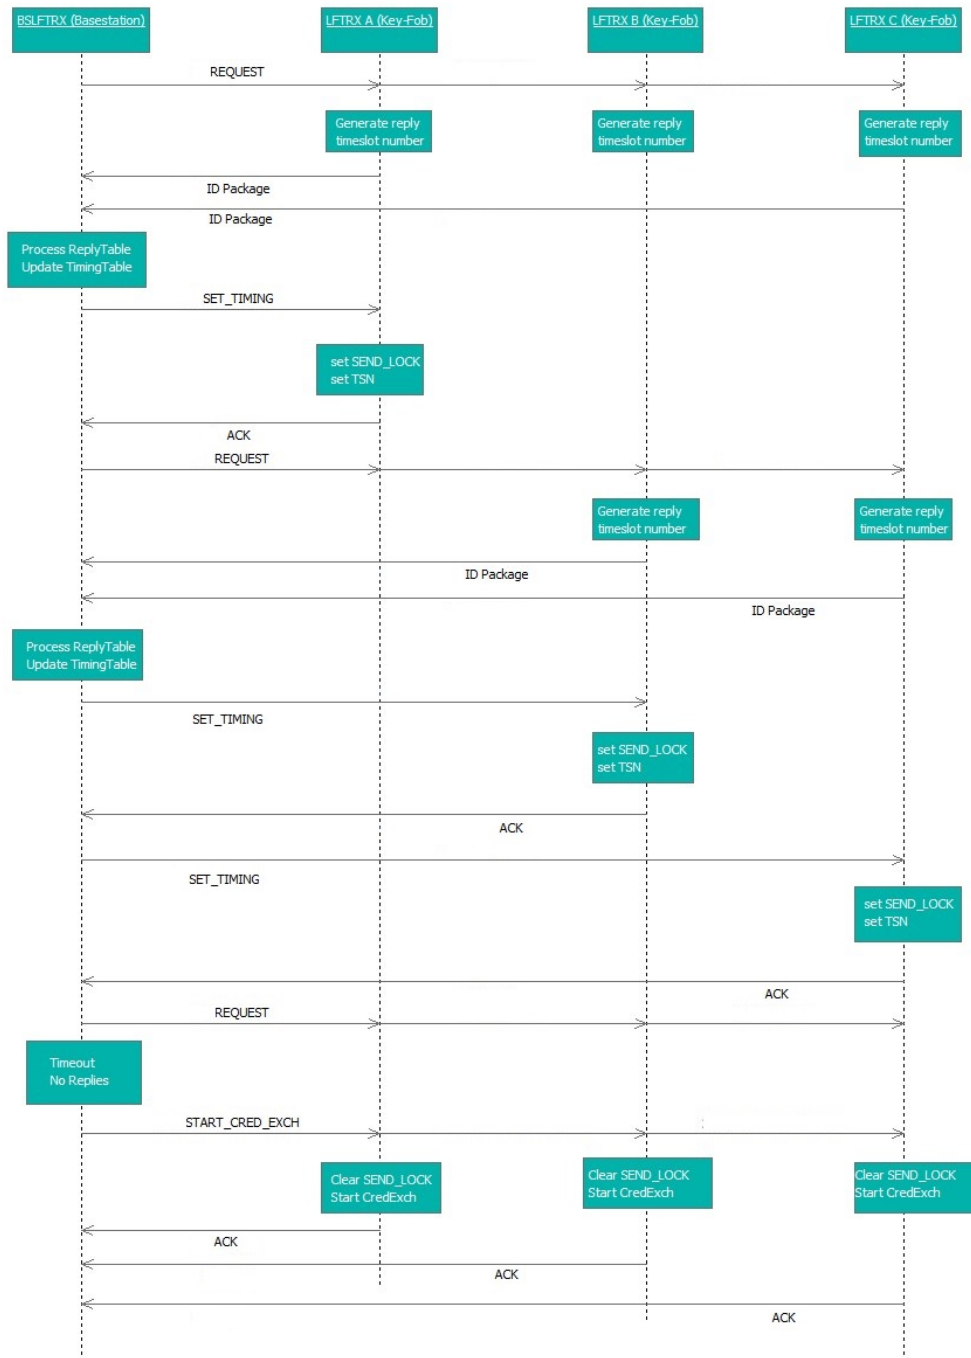 BSLFTRX (Basestation)
LFTRX A (Key-Fob)
LFTRX B (Key-Fob)
LFTRX C (Key-Fob)
REQUEST
Generate reply
timeslot number
Generate reply
timeslot number
Generate reply
timeslot number
ID Package
ID Package
Process ReplyTable
Update TimingTable
SET_TIMING
set SEND_LOCK
set TSN
ACK
REQUEST
Generate reply
timeslot number
Generate reply
timeslot number
ID Package
ID Package
Process ReplyTable
Update TimingTable
SET_TIMING
set SEND_LOCK
set TSN
ACK
SET_TIMING
set SEND_LOCK
set TSN
ACK
REQUEST
Timeout
No Replies
START_CRED_EXCH
Clear SEND_LOCK
Start CredExch
Clear SEND_LOCK
Start CredExch
Clear SEND_LOCK
Start CredExch
ACK
ACK
ACK